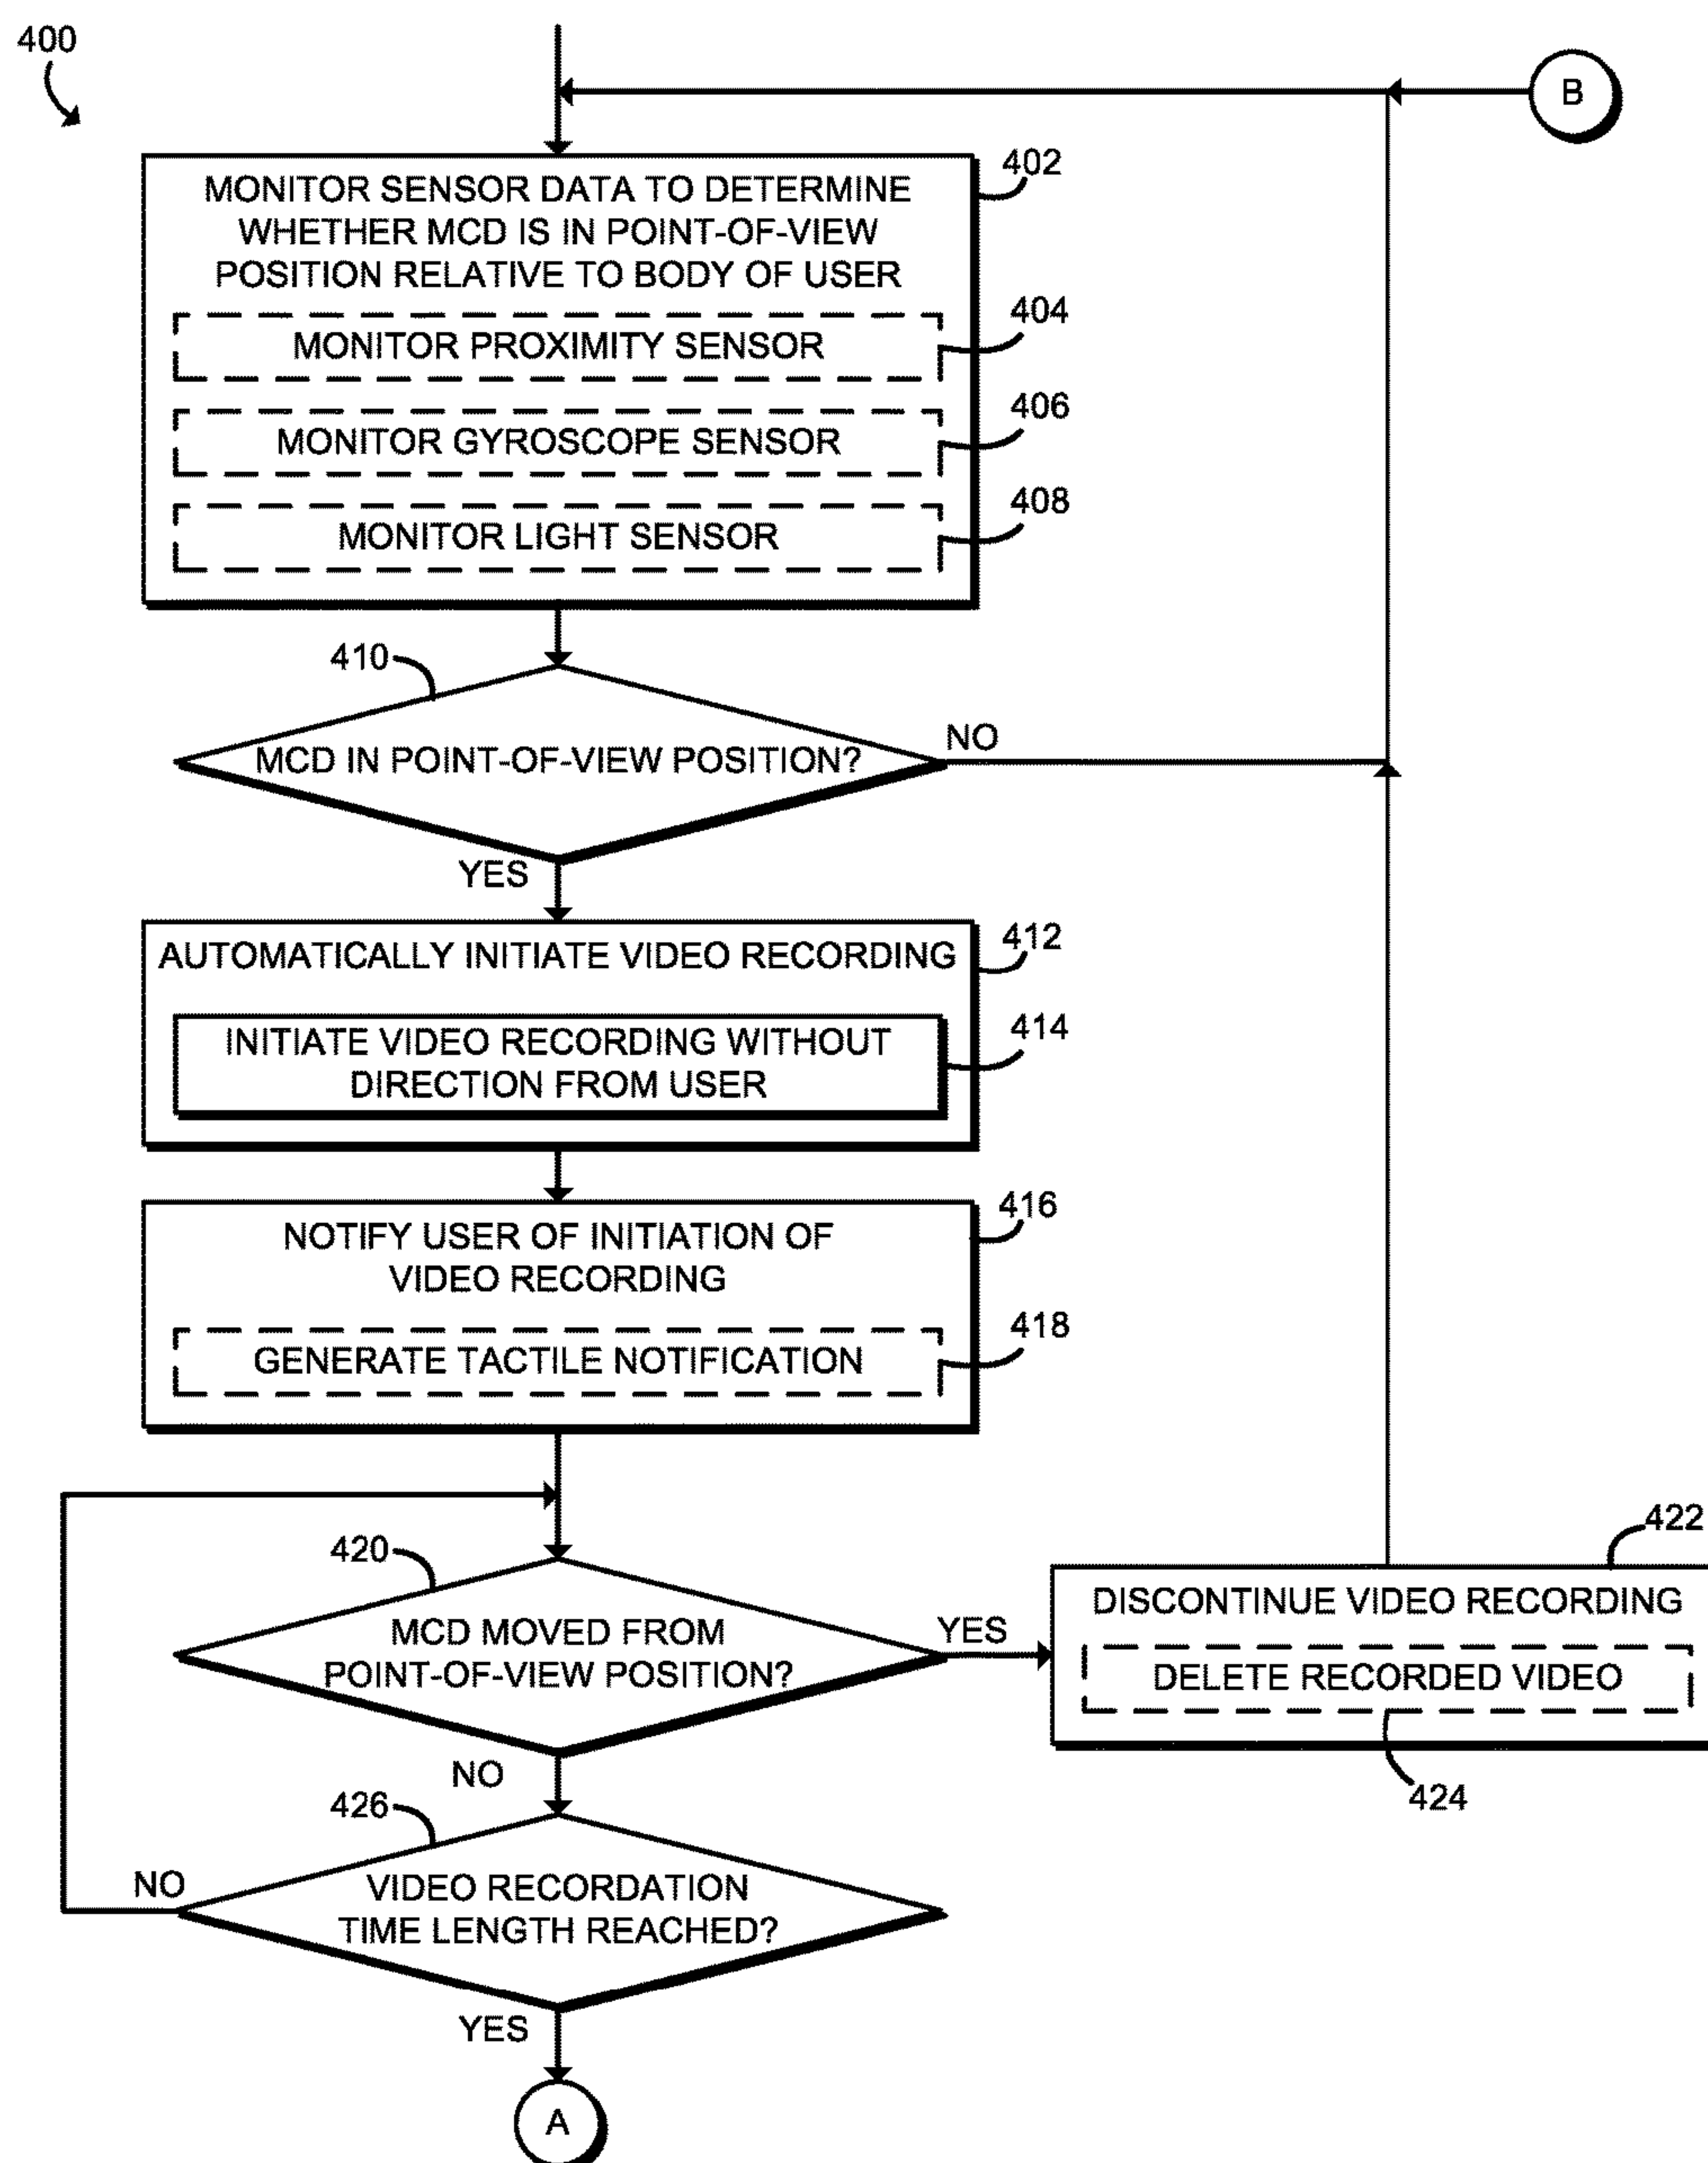 400
B
402
MONITOR SENSOR DATA TO DETERMINE
WHETHER MCD IS IN POINT-OF-VIEW
POSITION RELATIVE TO BODY OF USER
404
MONITOR PROXIMITY SENSOR
406
MONITOR GYROSCOPE SENSOR
408
MONITOR LIGHT SENSOR
410
MCD IN POINT-OF-VIEW POSITION?
NO
YES
412
AUTOMATICALLY INITIATE VIDEO RECORDING
414
INITIATE VIDEO RECORDING WITHOUT
DIRECTION FROM USER
416
NOTIFY USER OF INITIATION OF
VIDEO RECORDING
418
GENERATE TACTILE NOTIFICATION
420
MCD MOVED FROM
POINT-OF-VIEW POSITION?
YES
422
DISCONTINUE VIDEO RECORDING
DELETE RECORDED VIDEO
424
NO
426
VIDEO RECORDATION
TIME LENGTH REACHED?
NO
YES
A